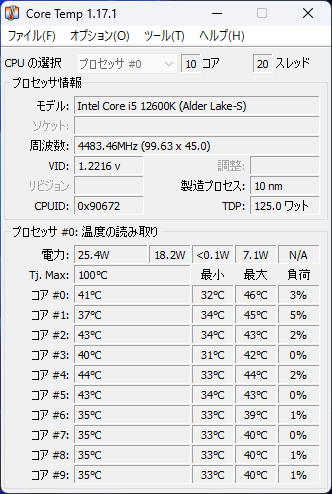 Core Temp 1.17.1
ファイル(F) オプション(O) ツール(T) ヘルプ(H)
CPU の選択 プロセッサ #0 10 コア 20 スレッド
プロセッサ情報
モデル: Intel Core i5 12600K (Alder Lake-S)
ソケット:
周波数: 4483.46MHz (99.63 x 45.0)
VID: 1.2216 v 調整:
リビジョン 製造プロセス: 10 nm
CPUID: 0x90672 TDP: 125.0 ワット
プロセッサ #0: 温度の読み取り
電力: 25.4W 18.2W <0.1W 7.1W N/A
Tj. Max: 100℃ 最小 最大 負荷
コア #0: 41℃ 32℃ 46℃ 3%
コア #1: 37℃ 34℃ 45℃ 5%
コア #2: 43℃ 34℃ 44℃ 2%
コア #3: 40℃ 31℃ 42℃ 0%
コア #4: 44℃ 33℃ 44℃ 2%
コア #5: 43℃ 34℃ 43℃ 0%
コア #6: 35℃ 33℃ 39℃ 1%
コア #7: 35℃ 33℃ 40℃ 0%
コア #8: 35℃ 33℃ 40℃ 1%
コア #9: 35℃ 33℃ 40℃ 1%